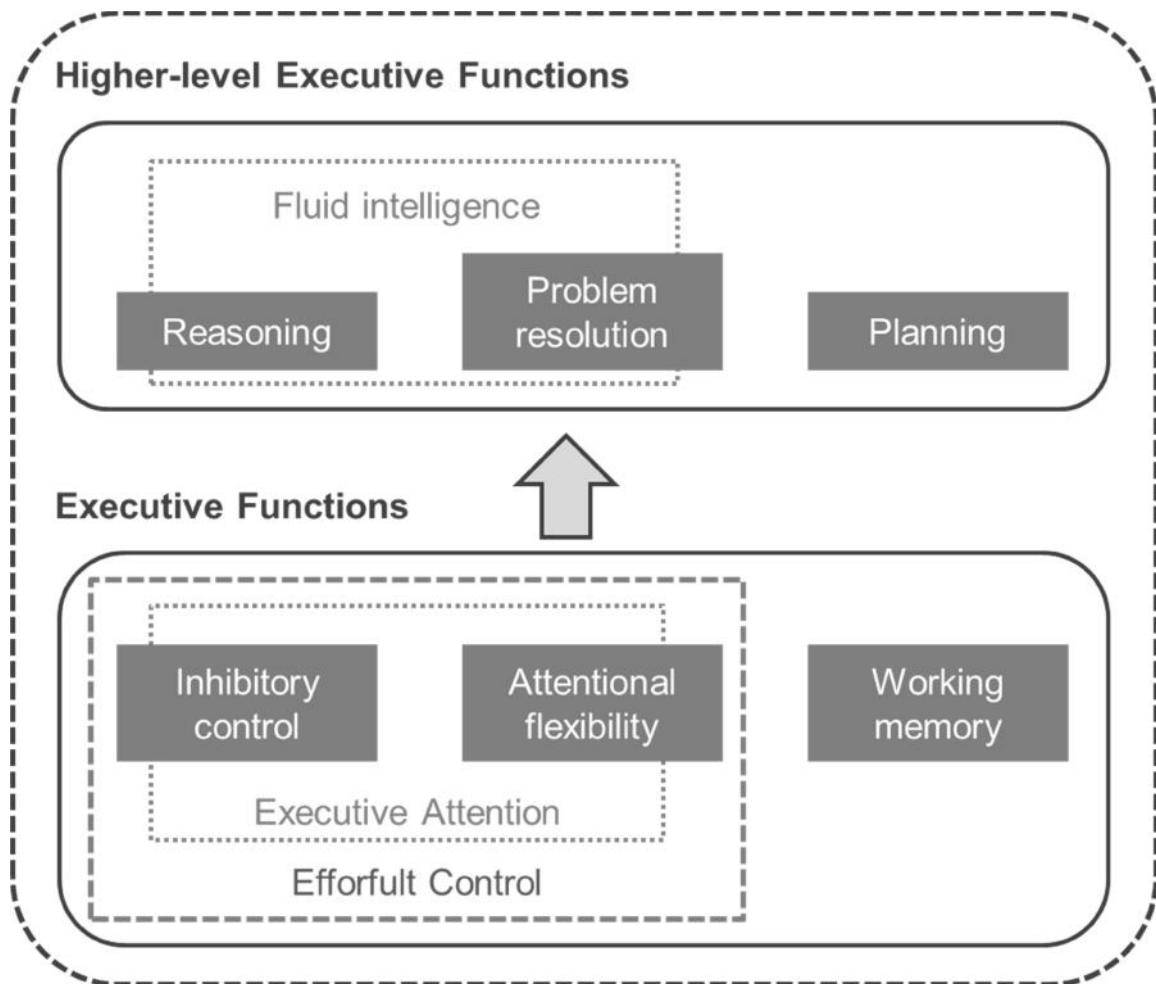 Higher-level Executive Functions
Fluid intelligence
Reasoning
Problem
resolution
Planning
Executive Functions
Inhibitory
control
Attentional
flexibility
Working
memory
Executive Attention
Efforfult Control